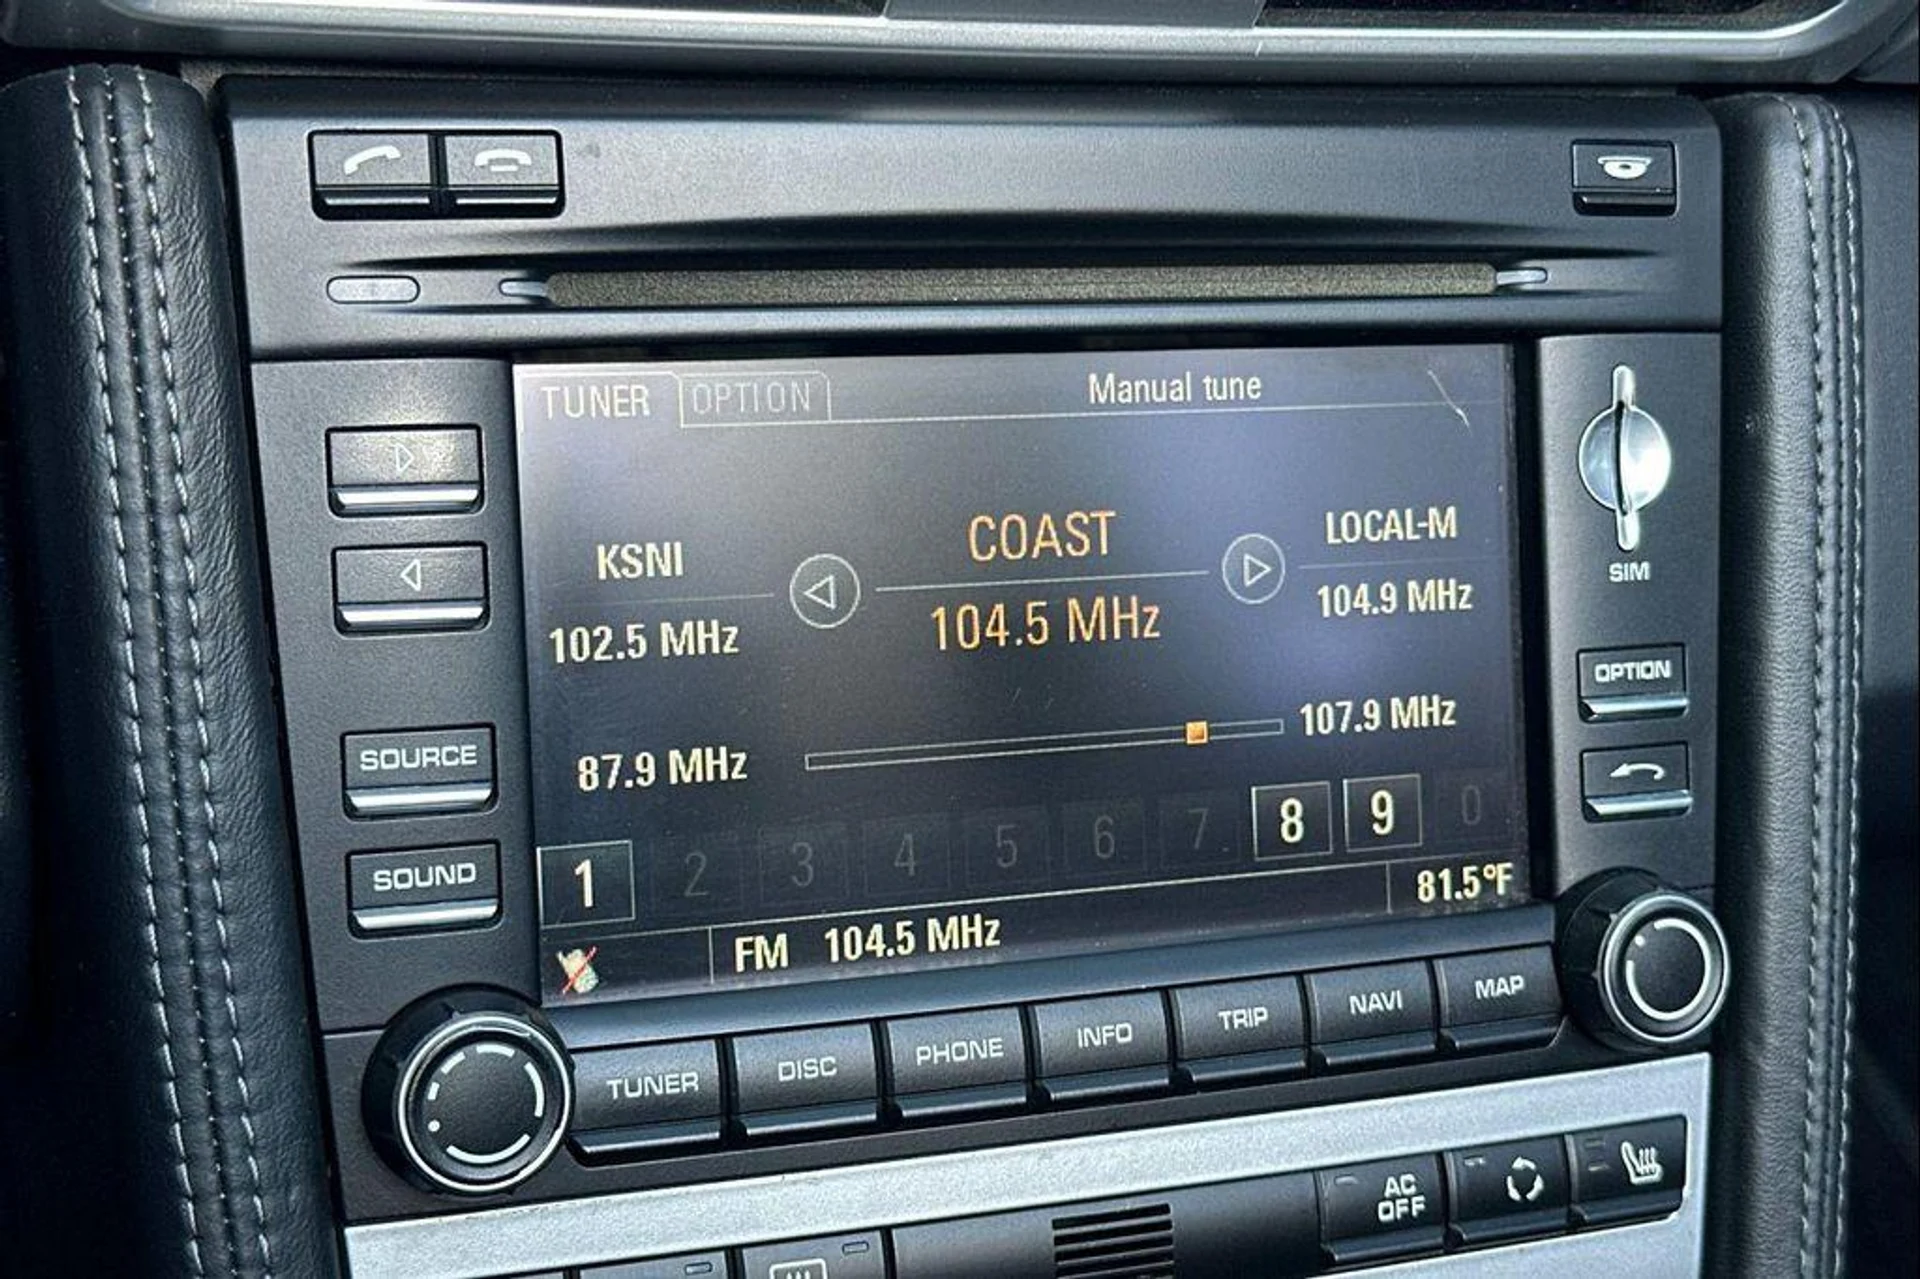 TUNER OPTION Manual tune
KSNI COAST LOCAL-M
102.5 MHz 104.5 MHz 104.9 MHz
87.9 MHz 107.9 MHz
1 2 3 4 5 6 7 8 9 0
FM 104.5 MHz 81.5°F
SOURCE
SOUND
SIM
OPTION
TUNER DISC PHONE INFO TRIP NAVI MAP
AC
OFF